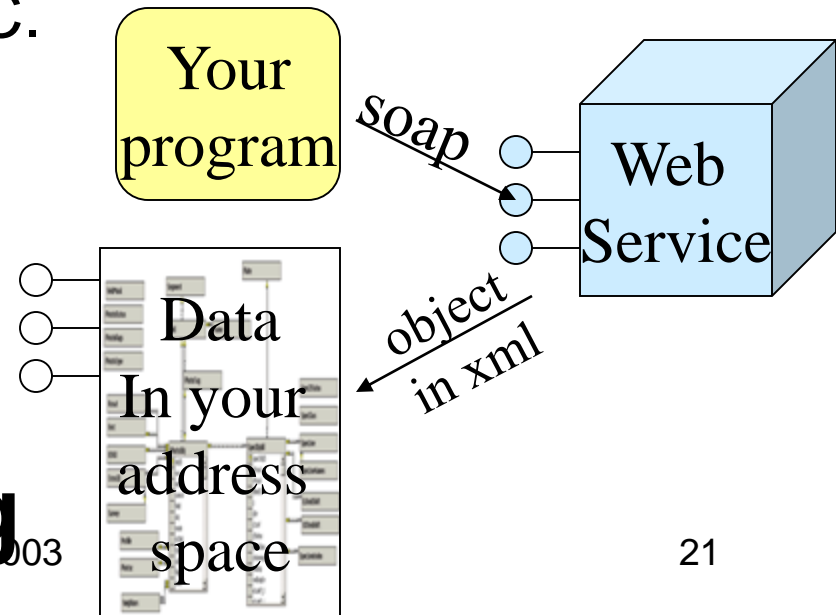 C.
Your
program
soap
Web
Service
object
in xml
Data
In your
address
space
g
003
21